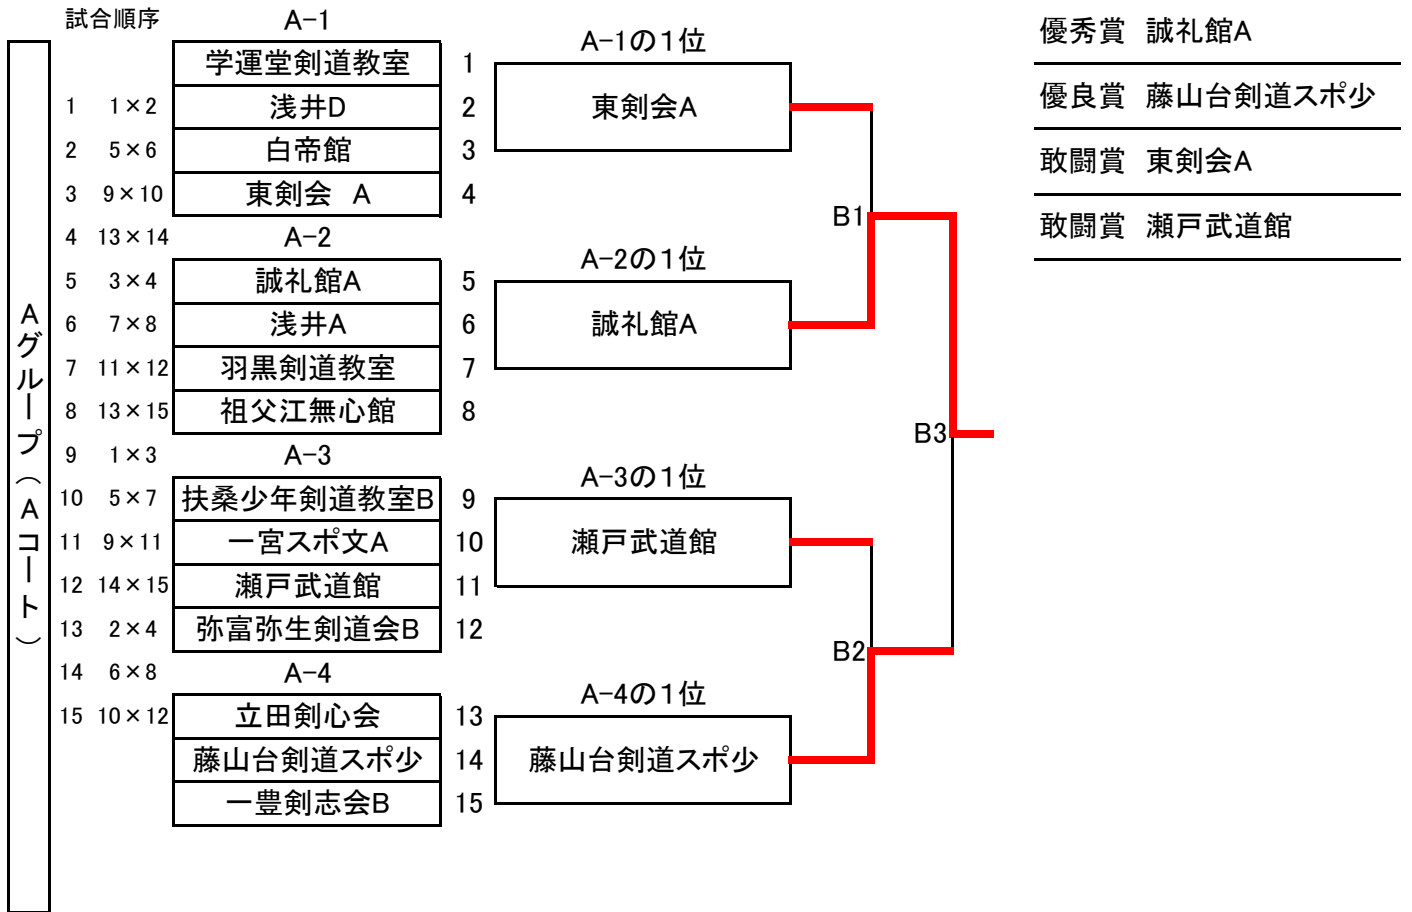 試合順序
A-1
学運堂剣道教室 1
1 1×2 浅井D 2
2 5×6 白帝館 3
3 9×10 東剣会 A 4
4 13×14 A-2
5 3×4 誠礼館A 5
6 7×8 浅井A 6
7 11×12 羽黒剣道教室 7
8 13×15 祖父江無心館 8
9 1×3 A-3
10 5×7 扶桑少年剣道教室B 9
11 9×11 一宮スポ文A 10
12 14×15 瀬戸武道館 11
13 2×4 弥富弥生剣道会B 12
14 6×8 A-4
15 10×12 立田剣心会 13
藤山台剣道スポ少 14
一豊剣志会B 15
Aグループ(Aコート)
A-1の1位
東剣会A
A-2の1位
誠礼館A
A-3の1位
瀬戸武道館
A-4の1位
藤山台剣道スポ少
B1
B2
B3
優秀賞 誠礼館A
優良賞 藤山台剣道スポ少
敢闘賞 東剣会A
敢闘賞 瀬戸武道館